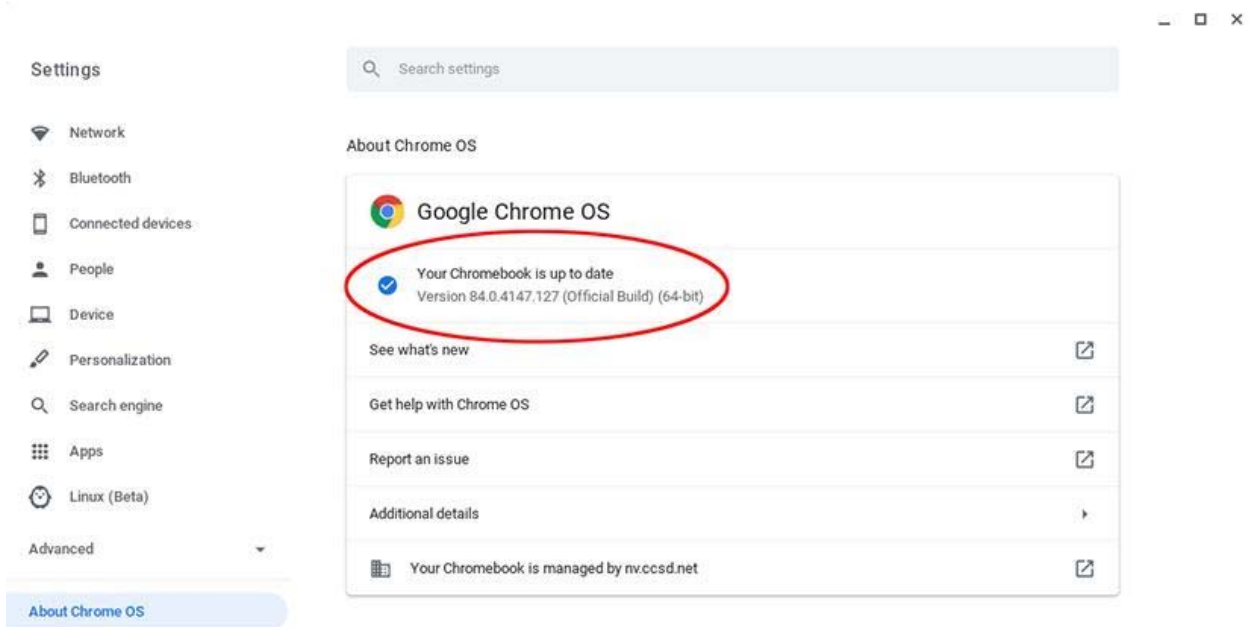 Settings
Search settings
Network
Bluetooth
Connected devices
People
Device
Personalization
Search engine
Apps
Linux (Beta)
Advanced
About Chrome OS
About Chrome OS
Google Chrome OS
Your Chromebook is up to date
Version 84.0.4147.127 (Official Build) (64-bit)
See what's new
Get help with Chrome OS
Report an issue
Additional details
Your Chromebook is managed by nv.ccsd.net